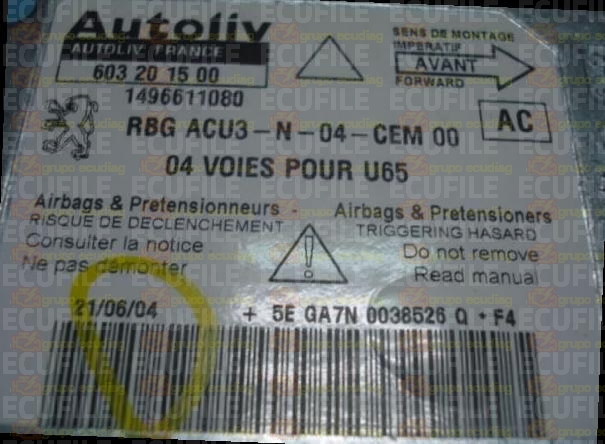 Autoliv
AUTOLIV FRANCE
603 20 15 00
1496611080
SENS DE MONTAGE
IMPERATIF
AVANT
FORWARD
RBG ACU3-N-04-CEM 00
AC
04 VOIES POUR U65
Airbags & Pretensionneurs - Airbags & Pretensioners
RISQUE DE DECLENCHEMENT
TRIGGERING HASARD
Consulter la notice
Do not remove
Ne pas démonter
Read manual
21/06/04 + 5E GA7N 0038526 Q * F4
ECUFILE
grupo ecudiag